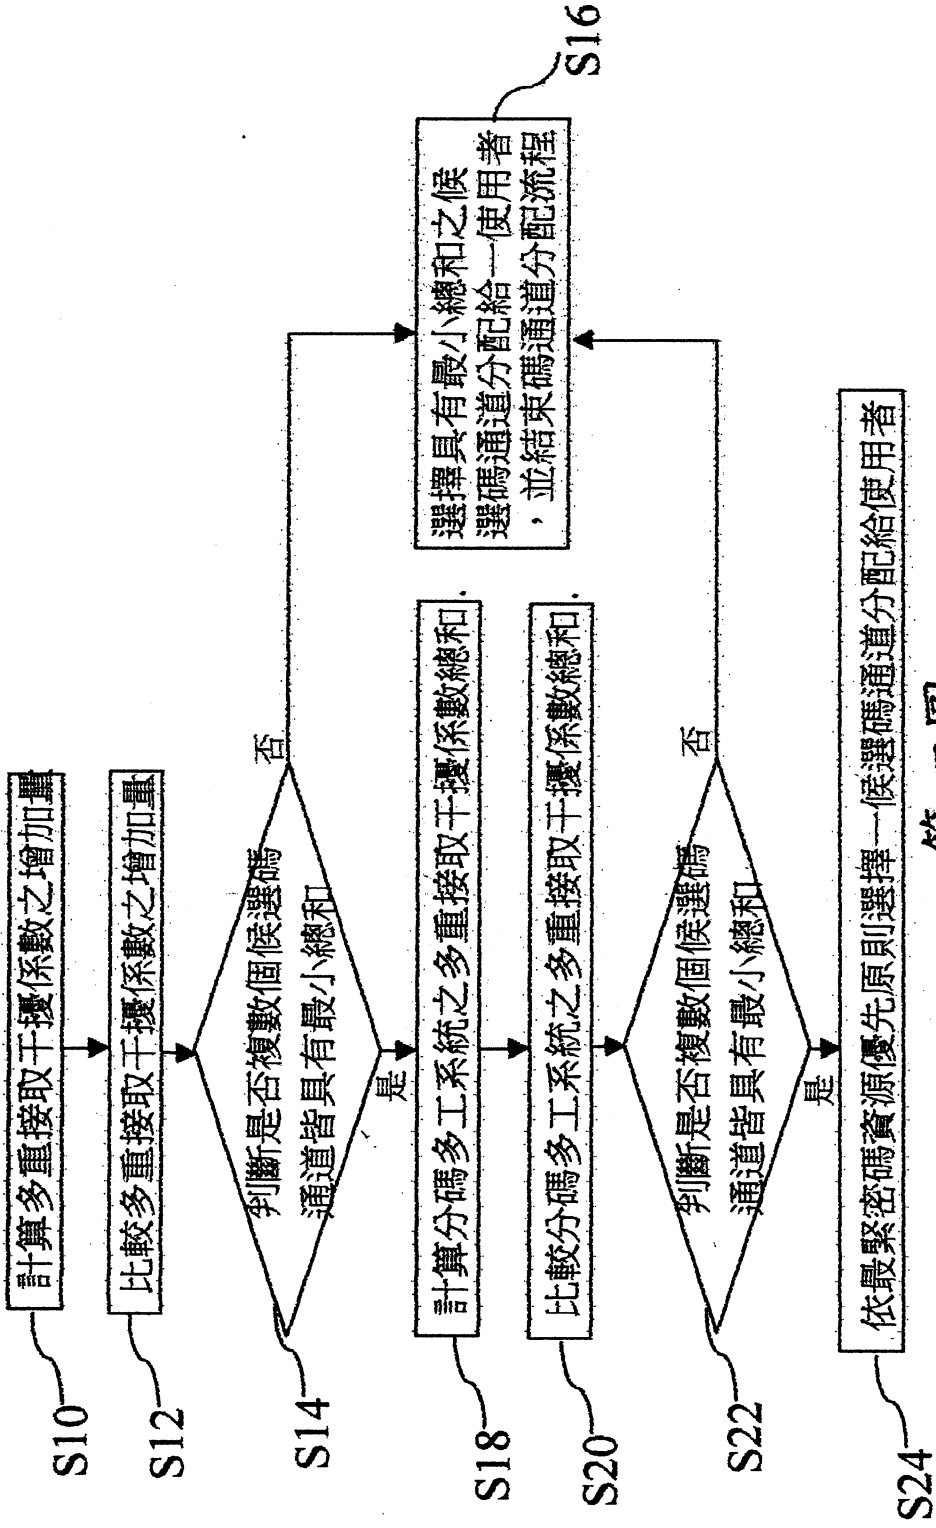 S10
計算多重接取干擾係數之增加量
S12
比較多重接取干擾係數之增加量
S14
判斷是否複數個候選碼
通道皆具有最小總和
否
是
S16
選擇具有最小總和之候
選碼通道分配給一使用者
，並結束碼通道分配流程
S18
計算分碼多工系統之多重接取干擾係數總和
S20
比較分碼多工系統之多重接取干擾係數總和
S22
判斷是否複數個候選碼
通道皆具有最小總和
否
是
S24
依最緊密碼資源優先原則選擇一候選碼通道分配給使用者